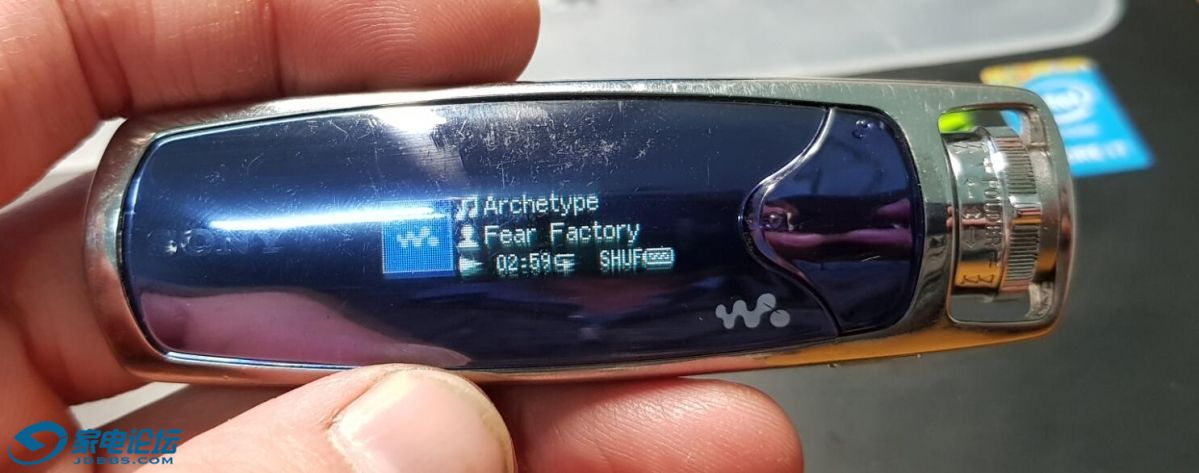 SONY
Archetype
Fear Factory
02:59 SHUF
家电论坛
JDBBS.COM